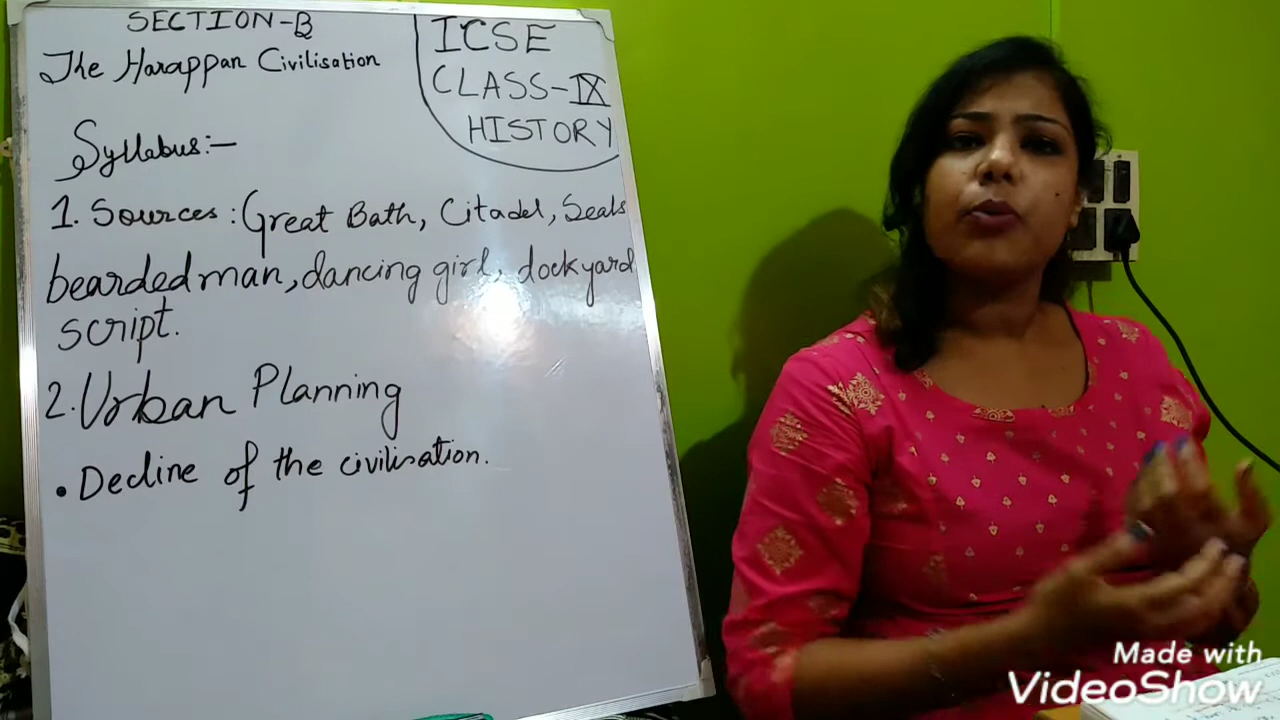 SECTION-B
The Harappan Civilisation
ICSE
CLASS-IX
HISTORY
Syllabus:-
1. Sources: Great Bath, Citadel, Seals
bearded man, dancing girl, dockyard
script.
2. Urban Planning
• Decline of the civilisation.
Made with
VideoShow